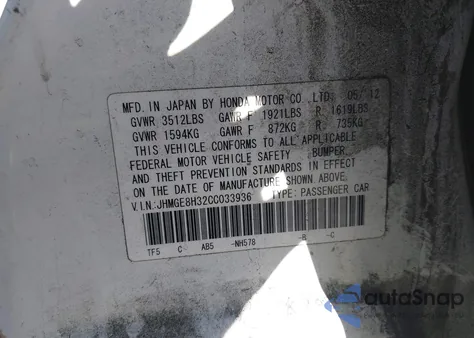 MFD. IN JAPAN BY HONDA MOTOR CO., LTD. 05/12
GVWR 3512LBS GAWR F 1921LBS R 1619LBS
GVWR 1594KG GAWR F 872KG R 735KG
THIS VEHICLE CONFORMS TO ALL APPLICABLE
FEDERAL MOTOR VEHICLE SAFETY BUMPER,
THEFT PREVENTION STANDARDS IN EFFECT
ON THE DATE OF MANUFACTURE SHOWN ABOVE.
V.I.N.:JHMGE8H32CC033936 TYPE:PASSENGER CAR
TF5 C AB5 -NH578 -B -C
autoSnap